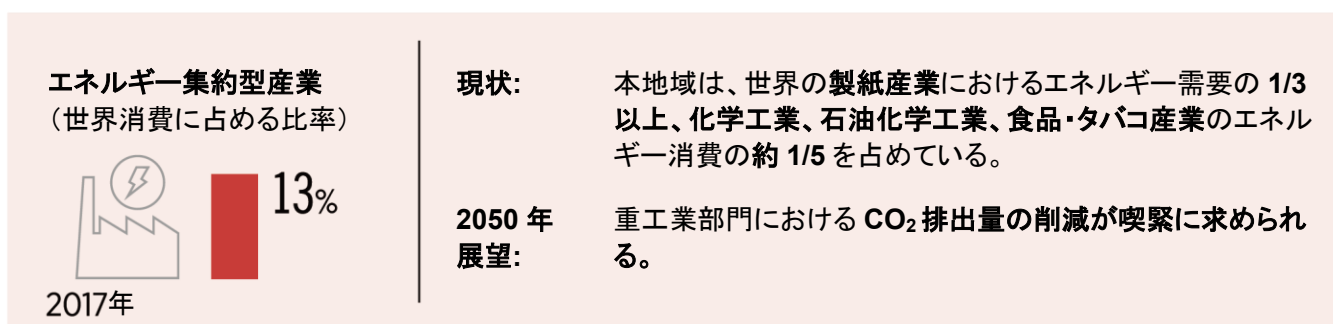 エネルギー集約型産業
（世界消費に占める比率）
13%
2017年
現状:
本地域は、世界の製紙産業におけるエネルギー需要の 1/3
以上、化学工業、石油化学工業、食品・タバコ産業のエネル
ギー消費の約 1/5 を占めている。
2050 年
展望:
重工業部門における CO₂ 排出量の削減が喫緊に求められ
る。